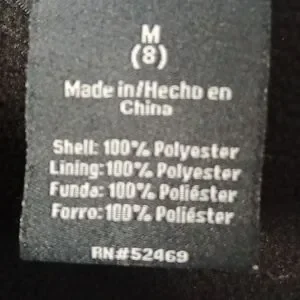 M
(8)
Made in/Hecho en
China
Shell: 100% Polyester
Lining: 100% Polyester
Funda: 100% Poliéster
Forro: 100% Poliéster
RN#52469